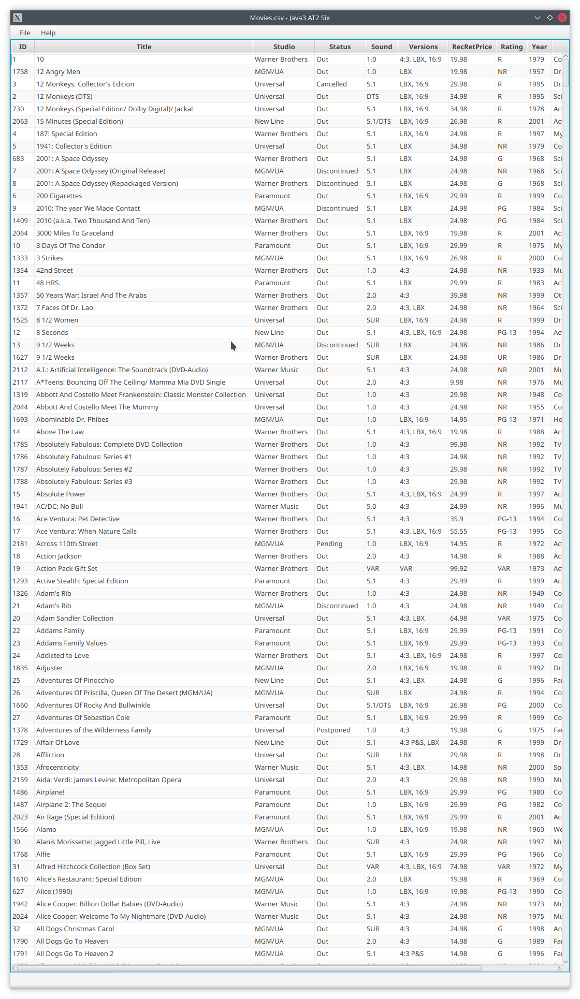 Movies.csv - Java3 AT2 Six
File Help
ID Title Studio Status Sound Versions RecRetPrice Rating Year
1 10 Warner Brothers Out 1.0 4:3, LBX, 16:9 19.98 R 1979 Co
1758 12 Angry Men MGM/UA Out 1.0 LBX 19.98 NR 1957 Dr
3 12 Monkeys: Collector's Edition Universal Cancelled 5.1 LBX, 16:9 29.98 R 1995 Dr
2 12 Monkeys (DTS) Universal Out DTS LBX, 16:9 34.98 R 1995 Sci
730 12 Monkeys (Special Edition/ Dolby Digital)/ Jackal Universal Out 5.1 LBX, 16:9 34.98 R 1978 Ac
2063 15 Minutes (Special Edition) New Line Out 5.1/DTS LBX, 16:9 26.98 R 2001 Ac
4 187: Special Edition Warner Brothers Out 5.1 LBX, 16:9 24.98 R 1997 My
5 1941: Collector's Edition Universal Out 5.1 LBX 34.98 NR 1979 Co
683 2001: A Space Odyssey Warner Brothers Out 5.1 LBX 24.98 G 1968 Sci
7 2001: A Space Odyssey (Original Release) MGM/UA Discontinued 5.1 LBX 24.98 NR 1968 Sci
8 2001: A Space Odyssey (Repackaged Version) Warner Brothers Discontinued 5.1 LBX 24.98 G 1968 Sci
6 200 Cigarettes Paramount Out 5.1 LBX, 16:9 29.99 R 1999 Co
9 2010: The year We Made Contact MGM/UA Discontinued 5.1 LBX 24.98 PG 1984 Sci
1409 2010 (a.k.a. Two Thousand And Ten) Warner Brothers Out 5.1 LBX 24.98 PG 1984 Sci
2064 3000 Miles To Graceland Warner Brothers Out 5.1 LBX, 16:9 19.98 R 2001 Ac
10 3 Days Of The Condor Paramount Out 5.1 LBX, 16:9 29.99 R 1975 My
1333 3 Strikes MGM/UA Out 5.1 LBX, 16:9 26.98 R 2000 Co
1354 42nd Street Warner Brothers Out 1.0 4:3 24.98 NR 1933 Mu
11 48 HRS. Paramount Out 5.1 LBX 29.99 R 1983 Ac
1357 50 Years War: Israel And The Arabs Warner Brothers Out 2.0 4:3 39.98 NR 1999 Ot
1372 7 Faces Of Dr. Lao Warner Brothers Out 2.0 4:3, LBX 24.98 NR 1964 Sci
1525 8 1/2 Women Universal Out SUR LBX, 16:9 24.98 R 1999 Dr
12 8 Seconds New Line Out 5.1 4:3, LBX, 16:9 24.98 PG-13 1994 Ac
13 9 1/2 Weeks MGM/UA Discontinued SUR LBX 24.98 NR 1986 Dr
1627 9 1/2 Weeks Warner Brothers Out SUR LBX 24.98 UR 1986 Dr
2112 A.I.: Artificial Intelligence: The Soundtrack (DVD-Audio) Warner Music Out 5.1 4:3 24.98 NR 2001 Mu
2117 A*Teens: Bouncing Off The Ceiling/ Mamma Mia DVD Single Universal Out 2.0 4:3 9.98 NR 1976 Mu
1319 Abbott And Costello Meet Frankenstein: Classic Monster Collection Universal Out 1.0 4:3 29.98 NR 1948 Co
2044 Abbott And Costello Meet The Mummy Universal Out 1.0 4:3 24.98 NR 1955 Co
1693 Abominable Dr. Phibes MGM/UA Out 1.0 LBX, 16:9 14.95 PG-13 1971 Ho
14 Above The Law Warner Brothers Out 5.1 4:3, LBX, 16:9 19.98 R 1988 Ac
1785 Absolutely Fabulous: Complete DVD Collection Warner Brothers Out 1.0 4:3 99.98 NR 1992 TV
1786 Absolutely Fabulous: Series #1 Warner Brothers Out 1.0 4:3 24.98 NR 1992 TV
1787 Absolutely Fabulous: Series #2 Warner Brothers Out 1.0 4:3 29.98 NR 1992 TV
1788 Absolutely Fabulous: Series #3 Warner Brothers Out 1.0 4:3 29.98 NR 1992 TV
15 Absolute Power Warner Brothers Out 5.1 4:3, LBX, 16:9 24.99 R 1997 Ac
1941 AC/DC: No Bull Warner Music Out 5.0 4:3 24.99 NR 1996 Mu
16 Ace Ventura: Pet Detective Warner Brothers Out 5.1 4:3 35.9 PG-13 1994 Co
17 Ace Ventura: When Nature Calls Warner Brothers Out 5.1 4:3, LBX, 16:9 55.55 PG-13 1995 Co
2181 Across 110th Street MGM/UA Pending 1.0 LBX, 16:9 14.95 R 1972 Ac
18 Action Jackson Warner Brothers Out 2.0 4:3 14.98 R 1988 Ac
19 Action Pack Gift Set Warner Brothers Out VAR VAR 99.92 VAR 1973 Ac
1293 Active Stealth: Special Edition Paramount Out 5.1 4:3 29.99 R 1999 Ac
1326 Adam's Rib Warner Brothers Out 1.0 4:3 24.98 NR 1949 Co
21 Adam's Rib MGM/UA Discontinued 1.0 4:3 24.98 NR 1949 Co
20 Adam Sandler Collection Universal Out 5.1 4:3, LBX 64.98 VAR 1975 Co
22 Addams Family Paramount Out 5.1 LBX, 16:9 29.99 PG-13 1991 Co
23 Addams Family Values Paramount Out 5.1 LBX, 16:9 29.99 PG-13 1993 Co
24 Addicted to Love Warner Brothers Out 5.1 4:3, LBX, 16:9 24.98 R 1997 Co
1835 Adjuster MGM/UA Out 2.0 LBX, 16:9 19.98 R 1992 Dr
25 Adventures Of Pinocchio New Line Out 5.1 4:3, LBX 24.98 G 1996 Fa
26 Adventures Of Priscilla, Queen Of The Desert (MGM/UA) MGM/UA Out SUR LBX 24.98 R 1994 Co
1660 Adventures Of Rocky And Bullwinkle Universal Out 5.1/DTS LBX, 16:9 26.98 PG 2000 Co
27 Adventures Of Sebastian Cole Paramount Out 5.1 LBX, 16:9 29.99 R 1999 Co
1378 Adventures of the Wilderness Family Universal Postponed 1.0 4:3 19.98 G 1975 Fa
1729 Affair Of Love New Line Out 5.1 4:3 P&S, LBX 24.98 R 1999 Dr
28 Affliction Universal Out SUR LBX 29.98 R 1998 Dr
1353 Afrocentricity Warner Music Out 5.1 4:3, LBX 14.98 NR 2000 Sp
2159 Aida: Verdi: James Levine: Metropolitan Opera Universal Out 2.0 4:3 29.98 NR 1990 Mu
1486 Airplane! Paramount Out 5.1 LBX, 16:9 29.99 PG 1980 Co
1487 Airplane 2: The Sequel Paramount Out 1.0 LBX, 16:9 29.99 PG 1982 Co
2023 Air Rage (Special Edition) Paramount Out 5.1 LBX, 16:9 29.99 R 2001 Ac
1566 Alamo MGM/UA Out 1.0 LBX, 16:9 19.98 NR 1960 We
30 Alanis Morissette: Jagged Little Pill, Live Warner Brothers Out SUR 4:3 24.98 NR 1997 Mu
1768 Alfie Paramount Out 5.1 LBX, 16:9 29.99 PG 1966 Co
31 Alfred Hitchcock Collection (Box Set) Universal Out VAR 4:3, LBX, 16:9 74.98 VAR 1972 My
1610 Alice's Restaurant: Special Edition MGM/UA Out 2.0 LBX 19.98 R 1969 Co
627 Alice (1990) MGM/UA Out 1.0 LBX, 16:9 19.98 PG-13 1990 Co
1942 Alice Cooper: Billion Dollar Babies (DVD-Audio) Warner Music Out 5.1 4:3 24.98 NR 1973 Mu
2024 Alice Cooper: Welcome To My Nightmare (DVD-Audio) Warner Music Out 5.1 4:3 24.98 NR 1975 Mu
32 All Dogs Christmas Carol MGM/UA Out SUR 4:3 24.98 G 1998 An
1790 All Dogs Go To Heaven MGM/UA Out 2.0 4:3 14.98 G 1989 Fa
1791 All Dogs Go To Heaven 2 MGM/UA Out 5.1 4:3 P&S 14.98 G 1996 Fa